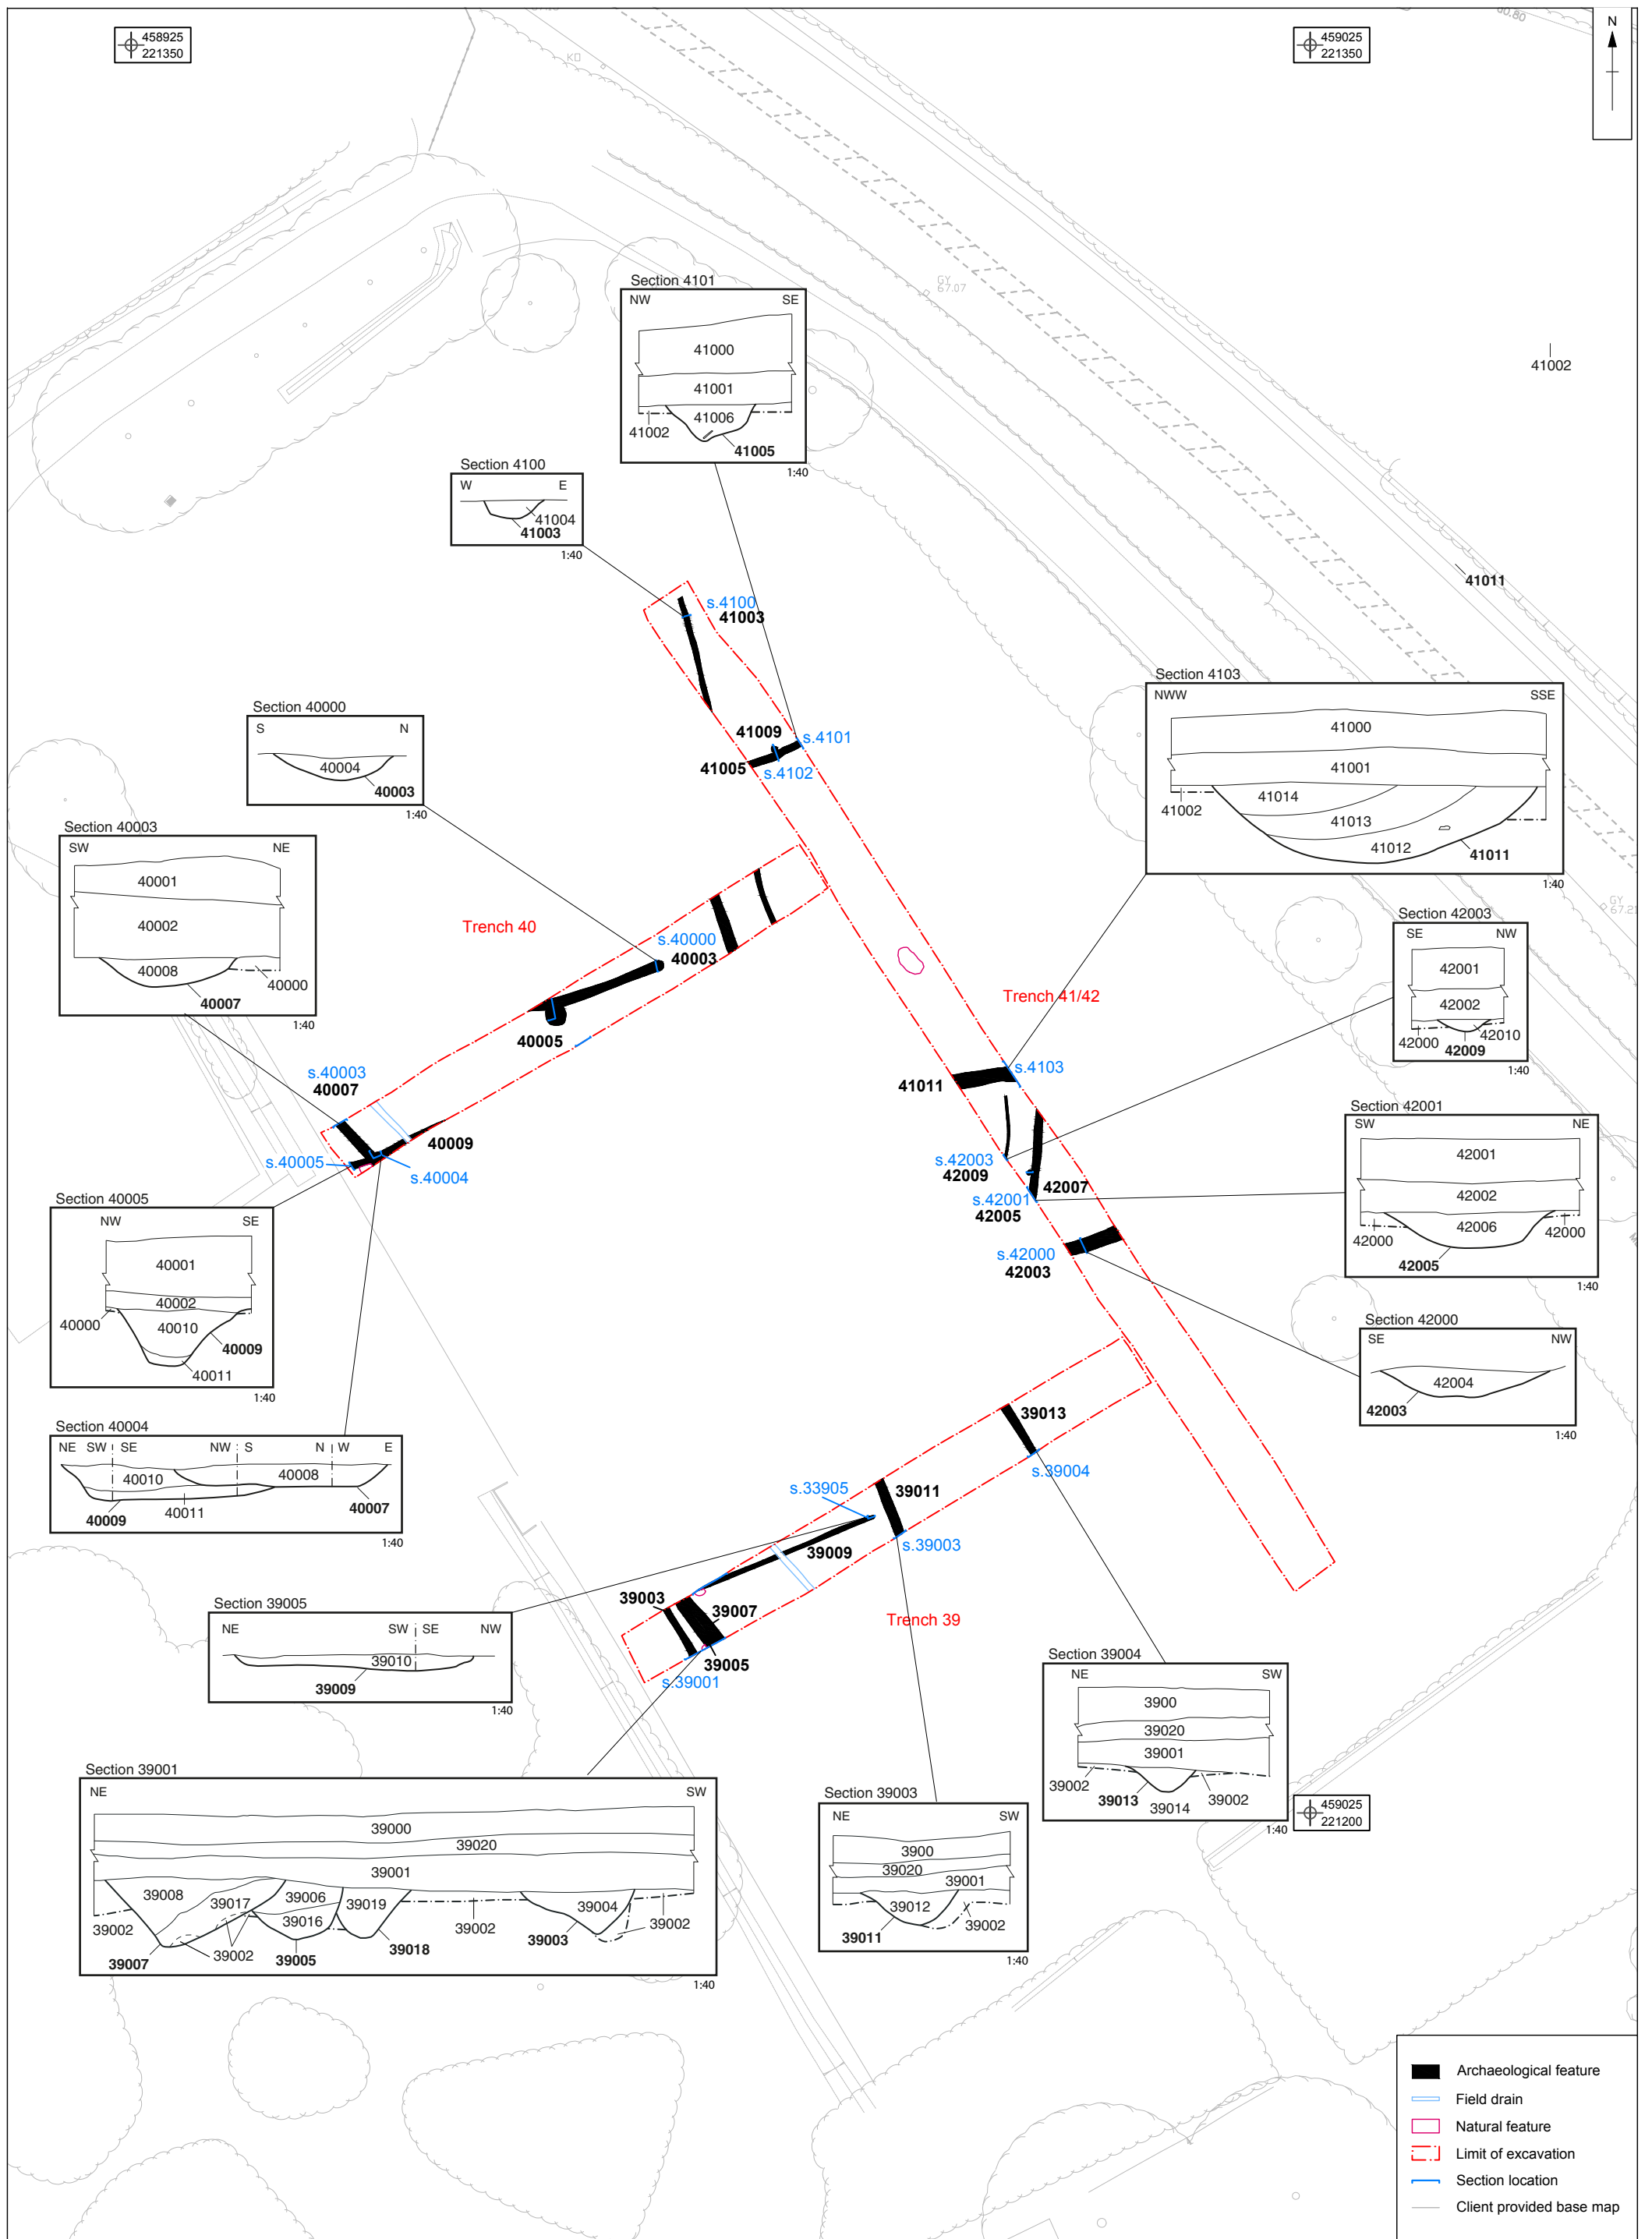 458925
221350
459025
221350
N
00.80
KO
GY
67.07
41002
41011
Section 4101
NW SE
41000
41001
41006
41002
41005
1:40
Section 4100
W E
41004
41003
1:40
s.4100
41003
41009
s.4101
41005
s.4102
Section 4103
NWW SSE
41000
41001
41014
41002
41013
41012
41011
1:40
Section 40000
S N
40004
40003
1:40
Section 40003
SW NE
40001
40002
40008
40000
40007
1:40
Trench 40
s.40000
40003
40005
Trench 41/42
s.4103
41011
Section 42003
SE NW
42001
42002
42000
42010
42009
1:40
s.40003
40007
40009
s.40005
s.40004
s.42003
42009
42007
s.42001
42005
s.42000
42003
Section 42001
SW NE
42001
42002
42006
42000
42000
42005
1:40
Section 40005
NW SE
40001
40002
40000
40010
40009
40011
1:40
Section 42000
SE NW
42004
42003
1:40
Section 40004
NE SW SE NW S N W E
40010
40008
40009
40011
40007
1:40
39013
s.39004
s.33905
39011
s.39003
39009
39003
39007
39005
s.39001
Trench 39
Section 39005
NE SW SE NW
39010
39009
1:40
Section 39004
NE SW
3900
39020
39001
39002
39013
39014
39002
1:40
459025
221200
Section 39001
NE SW
39000
39020
39001
39008
39017
39006
39019
39004
39016
39002
39002
39002
39002
39007
39005
39018
39003
1:40
Section 39003
NE SW
3900
39020
39001
39012
39002
39011
1:40
Archaeological feature
Field drain
Natural feature
Limit of excavation
Section location
Client provided base map